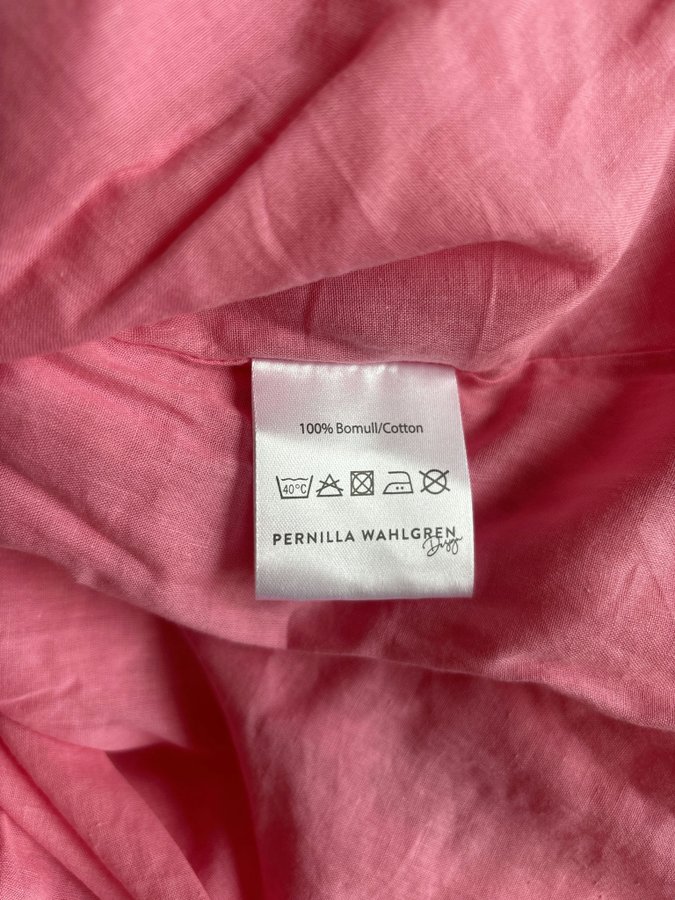 100% Bomull/Cotton
40°C
PERNILLA WAHLGREN
Design